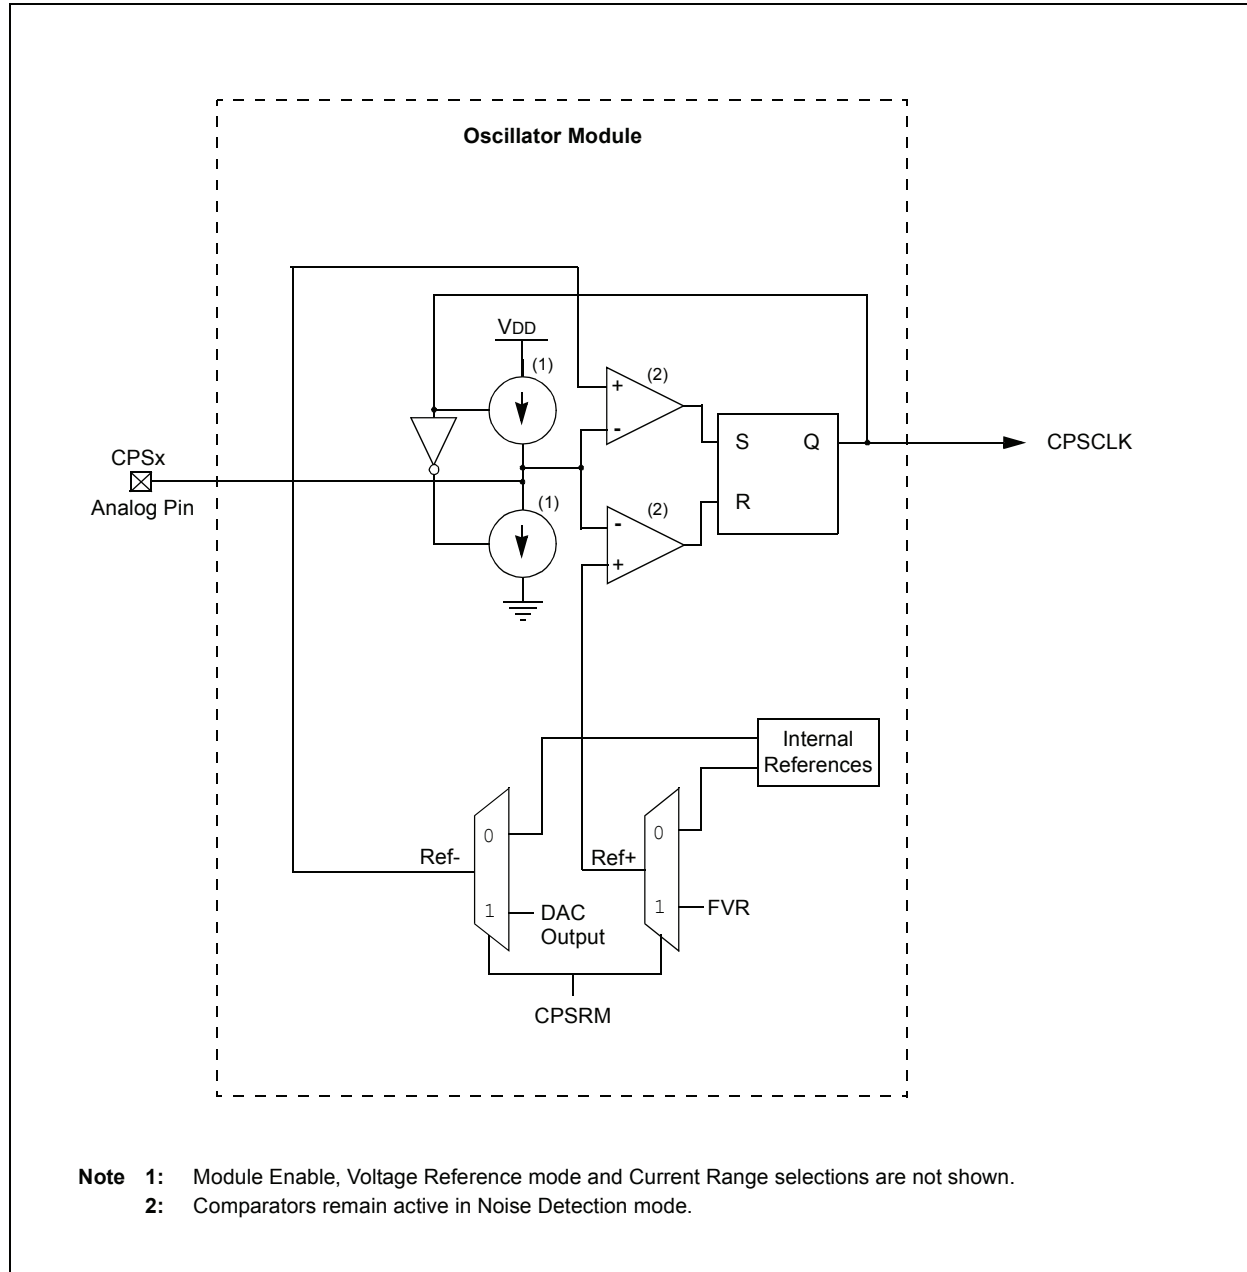 Oscillator Module
VDD
(1)
(2)
+
-
S Q
CPSCLK
CPSx
Analog Pin
(1)
(2)
R
-
+
Internal
References
0
0
Ref-
Ref+
1
DAC
Output
1
FVR
CPSRM
Note 1: Module Enable, Voltage Reference mode and Current Range selections are not shown.
2: Comparators remain active in Noise Detection mode.